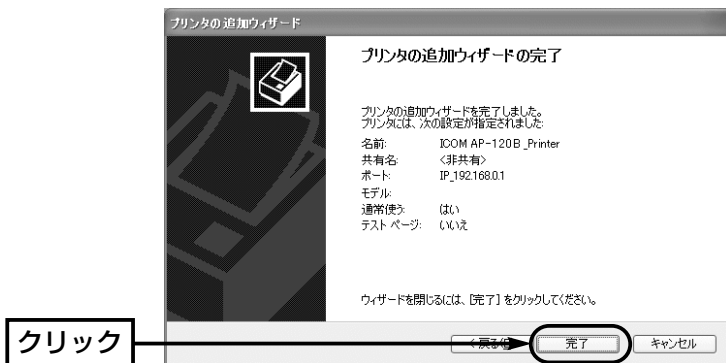 プリンタの追加ウィザード
プリンタの追加ウィザードの完了
プリンタの追加ウィザードを完了しました。
プリンタには、次の設定が指定されました:
名前: ICOM AP-120B_Printer
共有名: <非共有>
ポート: IP_192.168.0.1
モデル:
通常使う: はい
テスト ページ: いいえ
ウィザードを閉じるには、[完了] をクリックしてください。
クリック
< 戻る(B) 完了 キャンセル